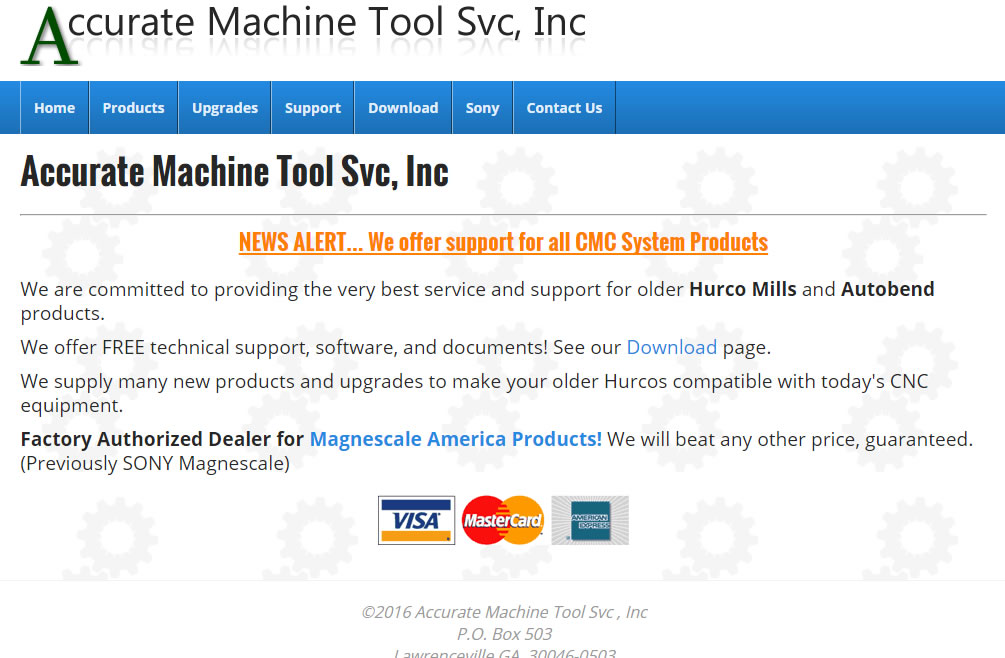 Accurate Machine Tool Svc, Inc
Home Products Upgrades Support Download Sony Contact Us
Accurate Machine Tool Svc, Inc
NEWS ALERT... We offer support for all CMC System Products
We are committed to providing the very best service and support for older Hurco Mills and Autobend
products.
We offer FREE technical support, software, and documents! See our Download page.
We supply many new products and upgrades to make your older Hurcos compatible with today's CNC
equipment.
Factory Authorized Dealer for Magnescale America Products! We will beat any other price, guaranteed.
(Previously SONY Magnescale)
VISA MasterCard AMERICAN EXPRESS
©2016 Accurate Machine Tool Svc , Inc
P.O. Box 503
Lawrenceville GA, 30046-0503